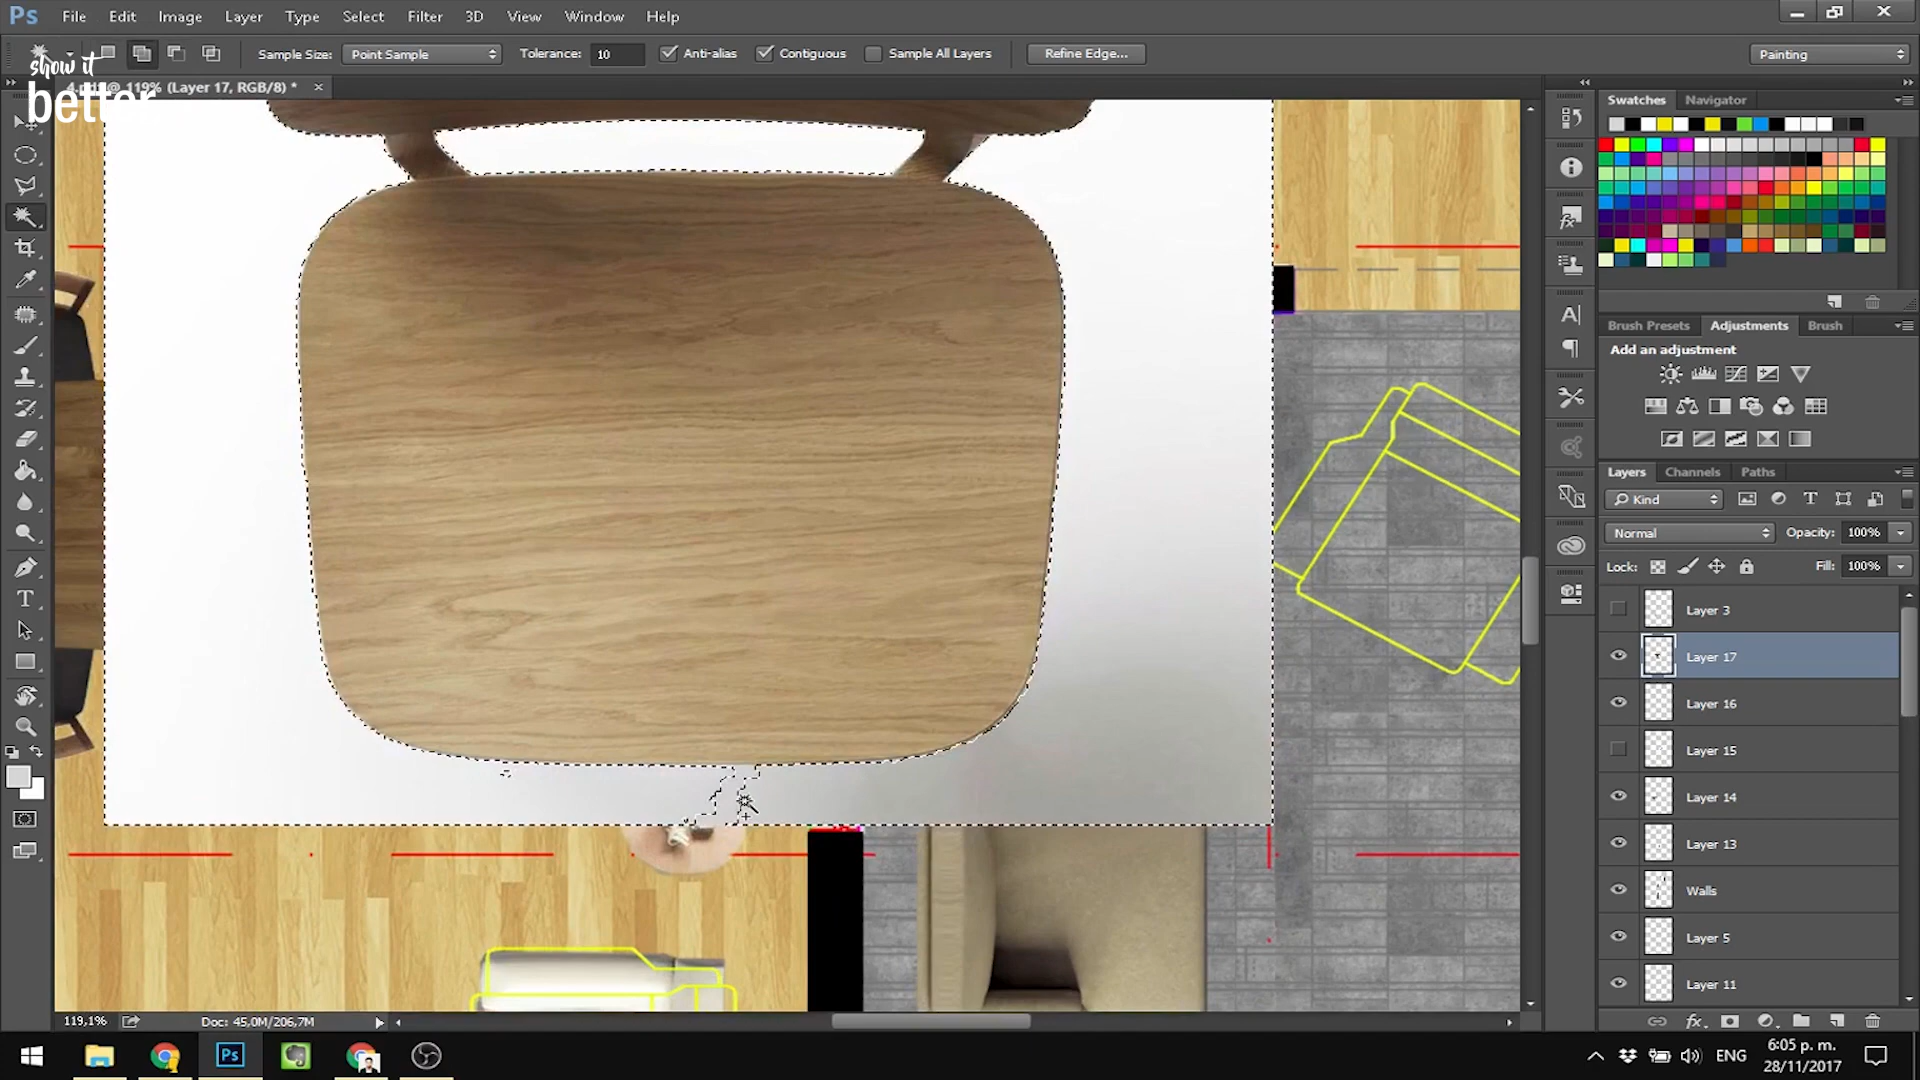 Ps File Edit Image Layer Type Select Filter 3D View Window Help
Sample Size: Point Sample Tolerance: 10 Anti-alias Contiguous Sample All Layers Refine Edge... Painting
show it
better
@ 119% (Layer 17, RGB/8) *
Swatches Navigator
Brush Presets Adjustments Brush
Add an adjustment
Layers Channels Paths
Kind
Normal Opacity: 100%
Lock: Fill: 100%
Layer 3
Layer 17
Layer 16
Layer 15
Layer 14
Layer 13
Walls
Layer 5
Layer 11
119,1% Doc: 45,0M/206,7M
ENG 6:05 p. m.
28/11/2017